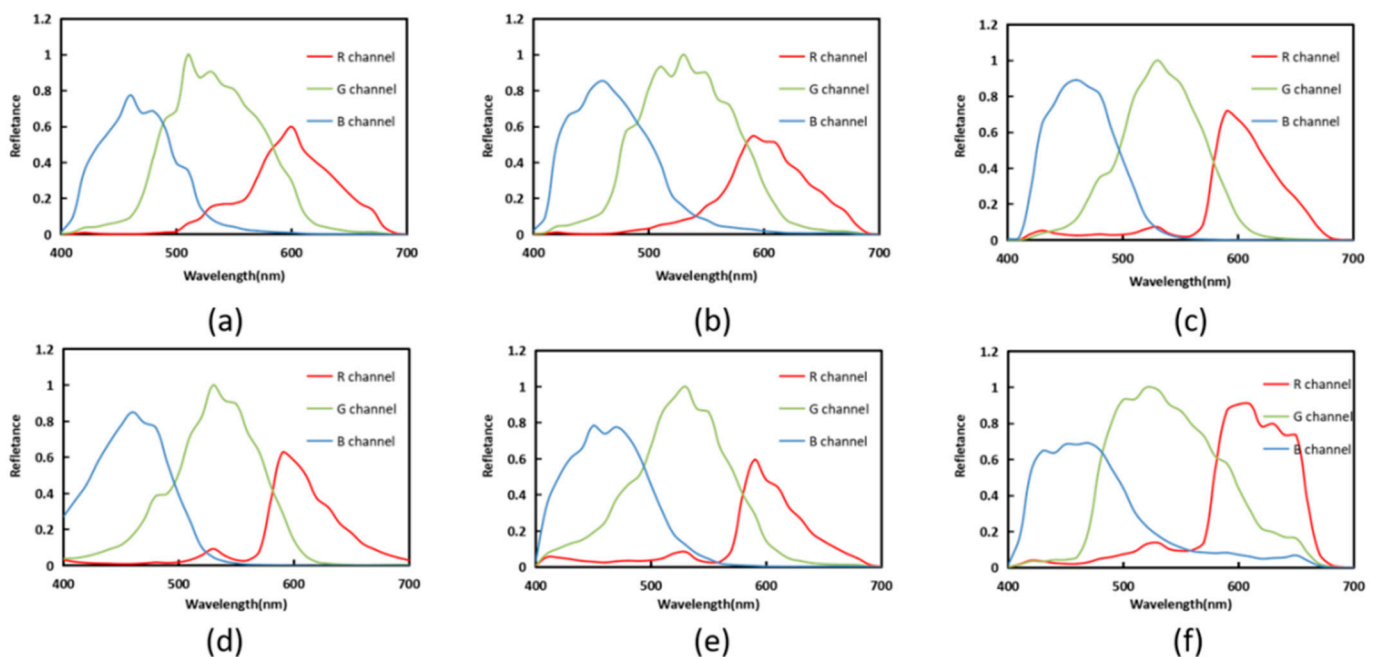 1.2
1
0.8
0.6
0.4
0.2
0
Refletance
R channel
G channel
B channel
400
500
600
700
Wavelength(nm)
(a)
1.2
1
0.8
0.6
0.4
0.2
0
Refletance
R channel
G channel
B channel
400
500
600
700
Wavelength(nm)
(b)
1.2
1
0.8
0.6
0.4
0.2
0
Refletance
R channel
G channel
B channel
400
500
600
700
Wavelength(nm)
(c)
1.2
1
0.8
0.6
0.4
0.2
0
Refletance
R channel
G channel
B channel
400
500
600
700
Wavelength(nm)
(d)
1.2
1
0.8
0.6
0.4
0.2
0
Refletance
R channel
G channel
B channel
400
500
600
700
Wavelength(nm)
(e)
1.2
1
0.8
0.6
0.4
0.2
0
Refletance
R channel
G channel
B channel
400
500
600
700
Wavelength(nm)
(f)